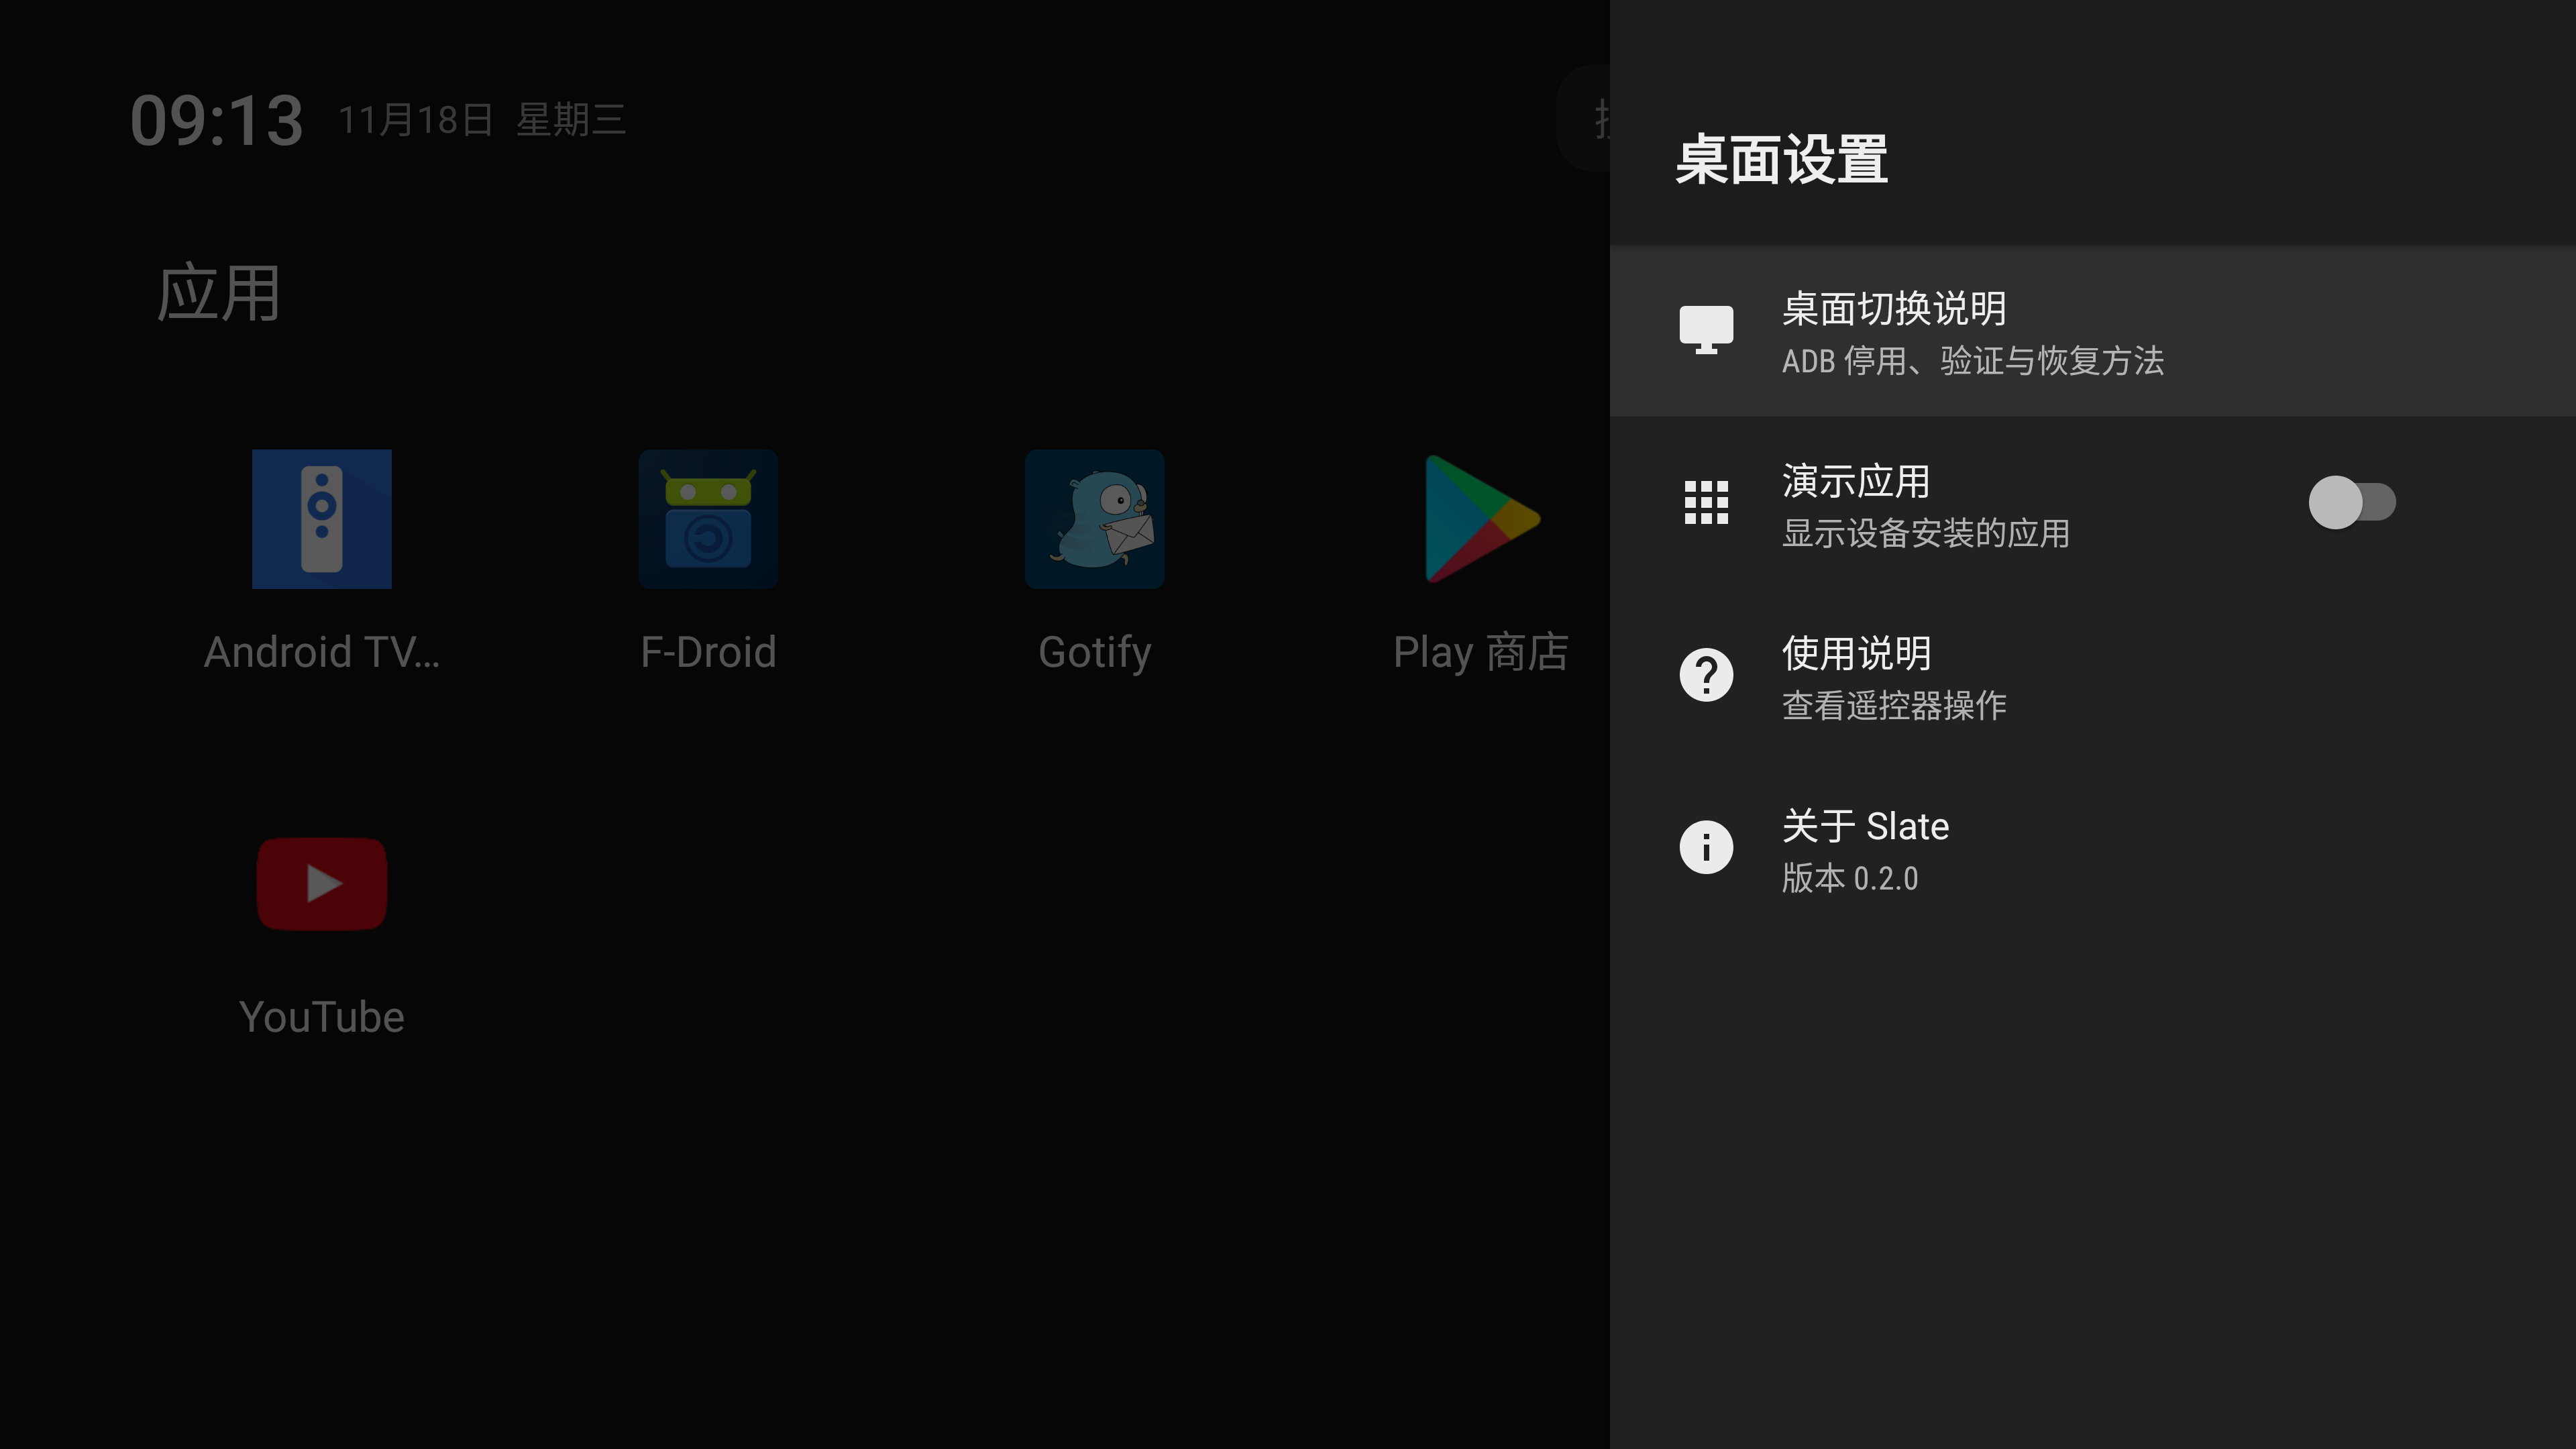 09:13 11月18日 星期三
应用
Android TV...
F-Droid
Gotify
Play 商店
YouTube
桌面设置
桌面切换说明
ADB 停用、验证与恢复方法
演示应用
显示设备安装的应用
使用说明
查看遥控器操作
关于 Slate
版本 0.2.0